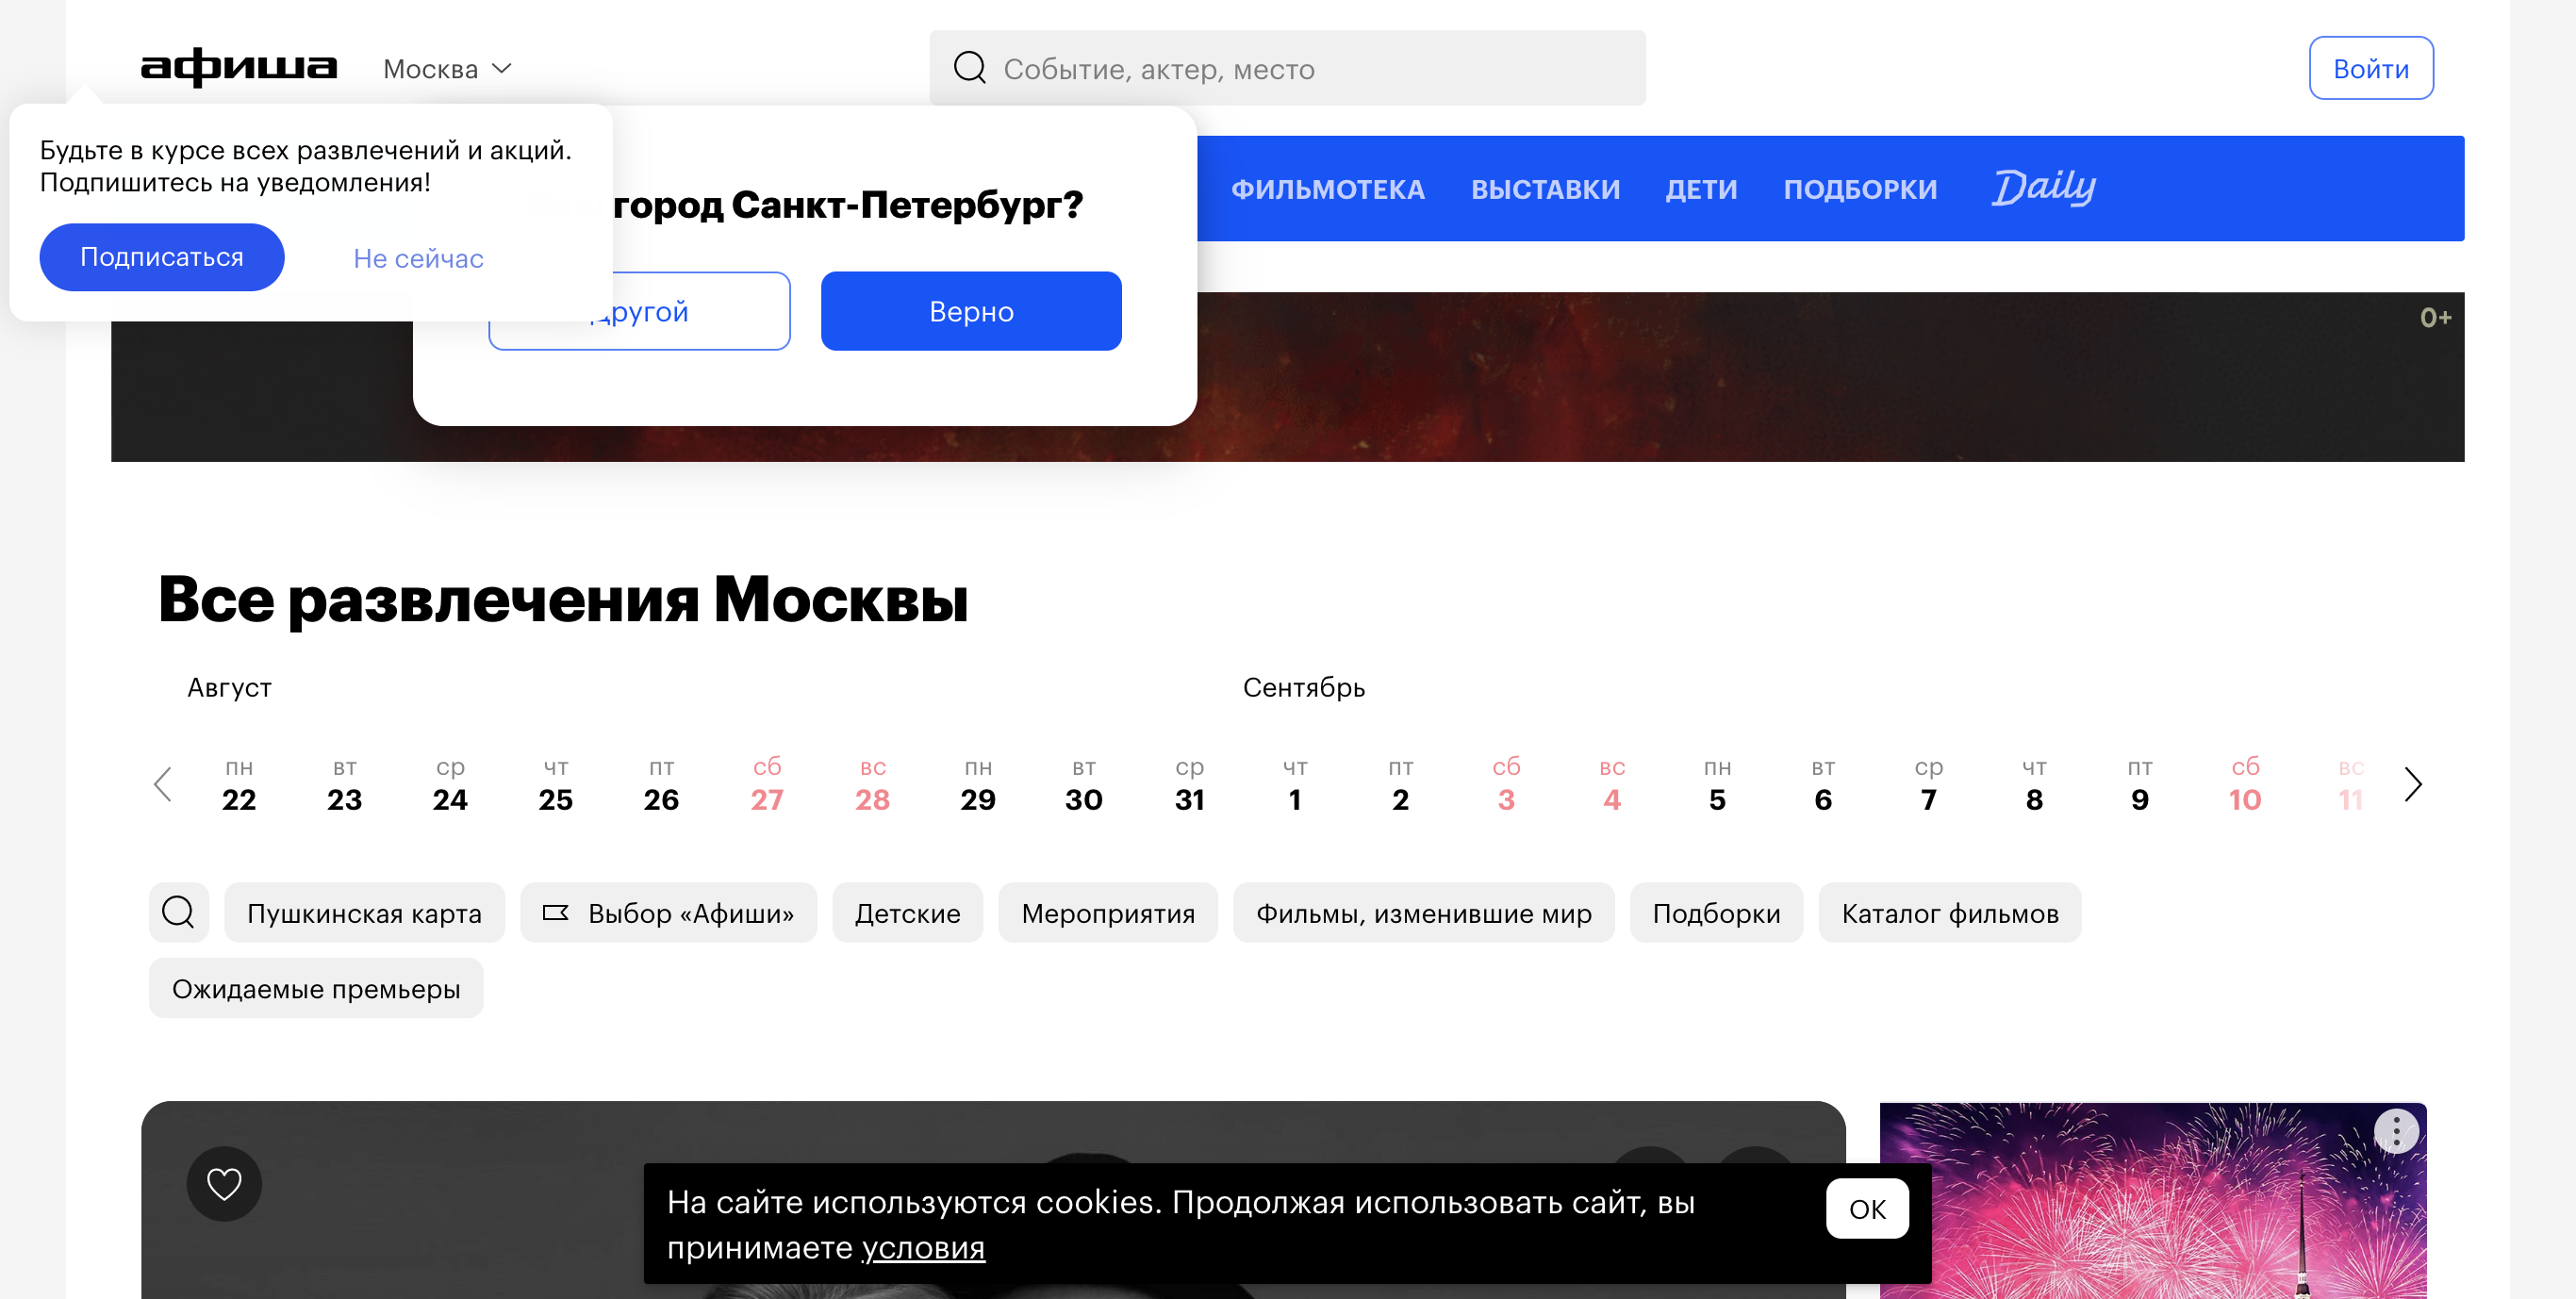 афиша
Москва
Событие, актер, место
Войти
Будьте в курсе всех развлечений и акций.
Подпишитесь на уведомления!
Подписаться
Не сейчас
город Санкт-Петербург?
Другой
Верно
ФИЛЬМОТЕКА
ВЫСТАВКИ
ДЕТИ
ПОДБОРКИ
Daily
0+
Все развлечения Москвы
Август
Сентябрь
пн вт ср чт пт сб вс пн вт ср чт пт сб вс пн вт ср чт пт сб вс
22 23 24 25 26 27 28 29 30 31 1 2 3 4 5 6 7 8 9 10 11
Пушкинская карта
Выбор «Афиши»
Детские
Мероприятия
Фильмы, изменившие мир
Подборки
Каталог фильмов
Ожидаемые премьеры
На сайте используются cookies. Продолжая использовать сайт, вы
принимаете условия
OK